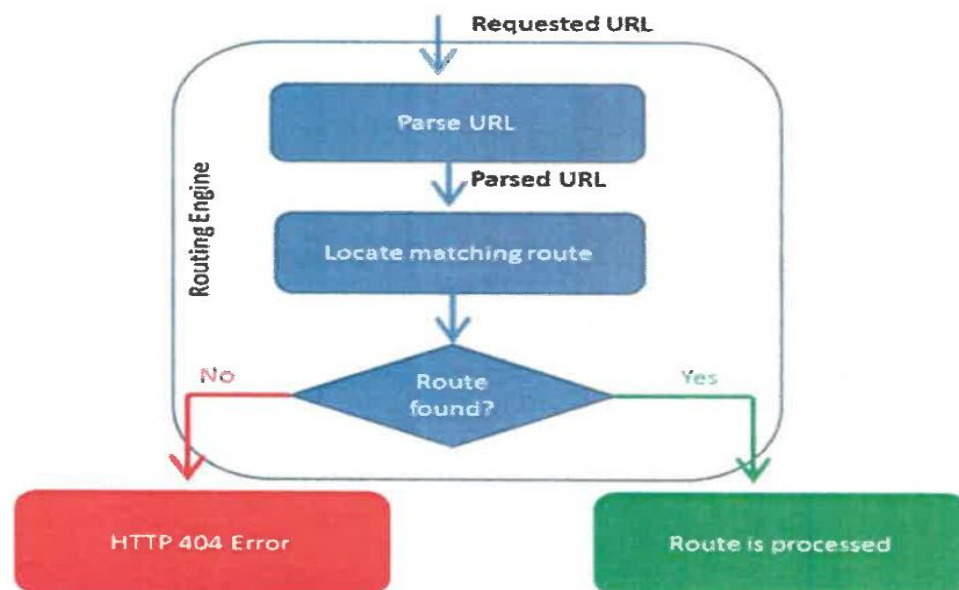 Requested URL
Parse URL
Parsed URL
Routing Engine
Locate matching route
Route
found?
No
Yes
HTTP 404 Error
Route is processed